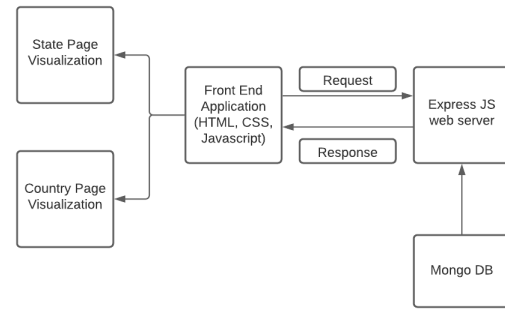 State Page
Visualization
Front End
Application
(HTML, CSS,
Javascript)
Request
Response
Express JS
web server
Country Page
Visualization
Mongo DB